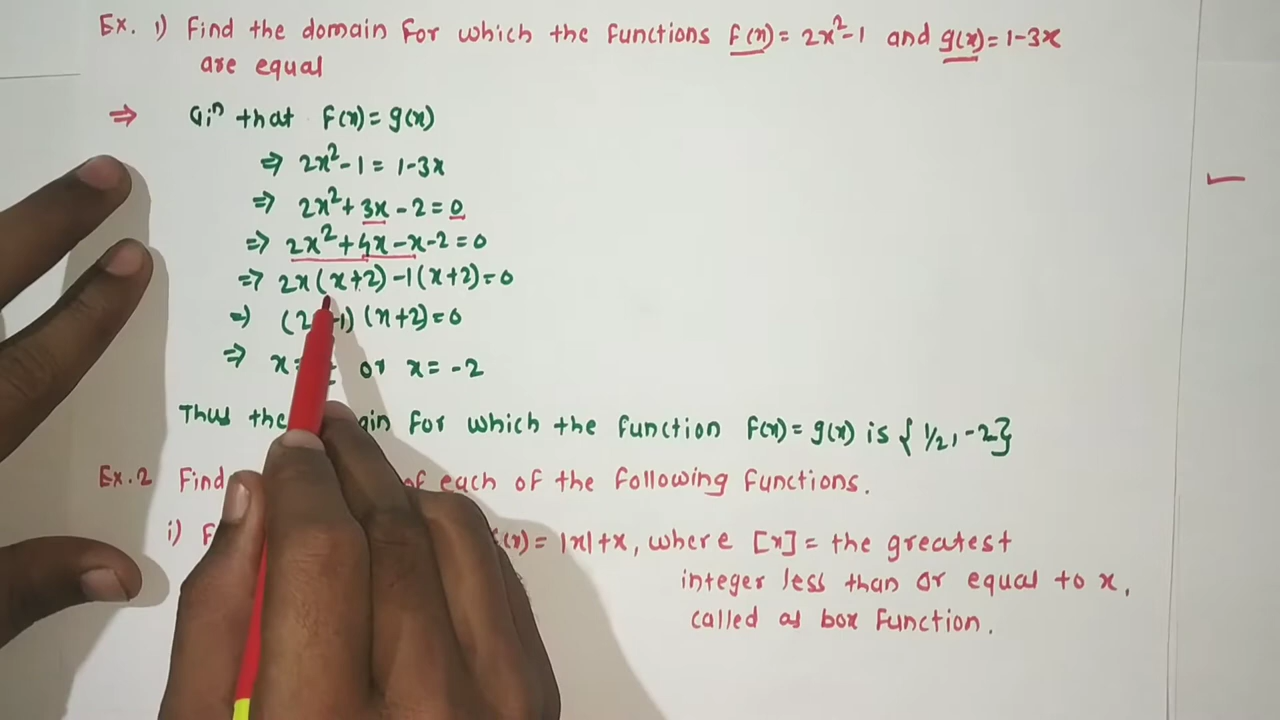 Ex. 1) Find the domain for which the functions f(x) = 2x²-1 and g(x) = 1-3x
are equal
⇒ Giⁿ that f(x) = g(x)
⇒ 2x²-1 = 1-3x
⇒ 2x²+3x-2=0
⇒ 2x²+4x-x-2=0
⇒ 2x(x+2)-1(x+2)=0
⇒ (2 1) (x+2)=0
⇒ x= or x = -2
Thus the for which the function f(x) = g(x) is {1/2, -2}
Ex.2 Find of each of the following functions.
i) (x) = |x|+x, where [x] = the greatest
integer less than or equal to x,
called as box function.